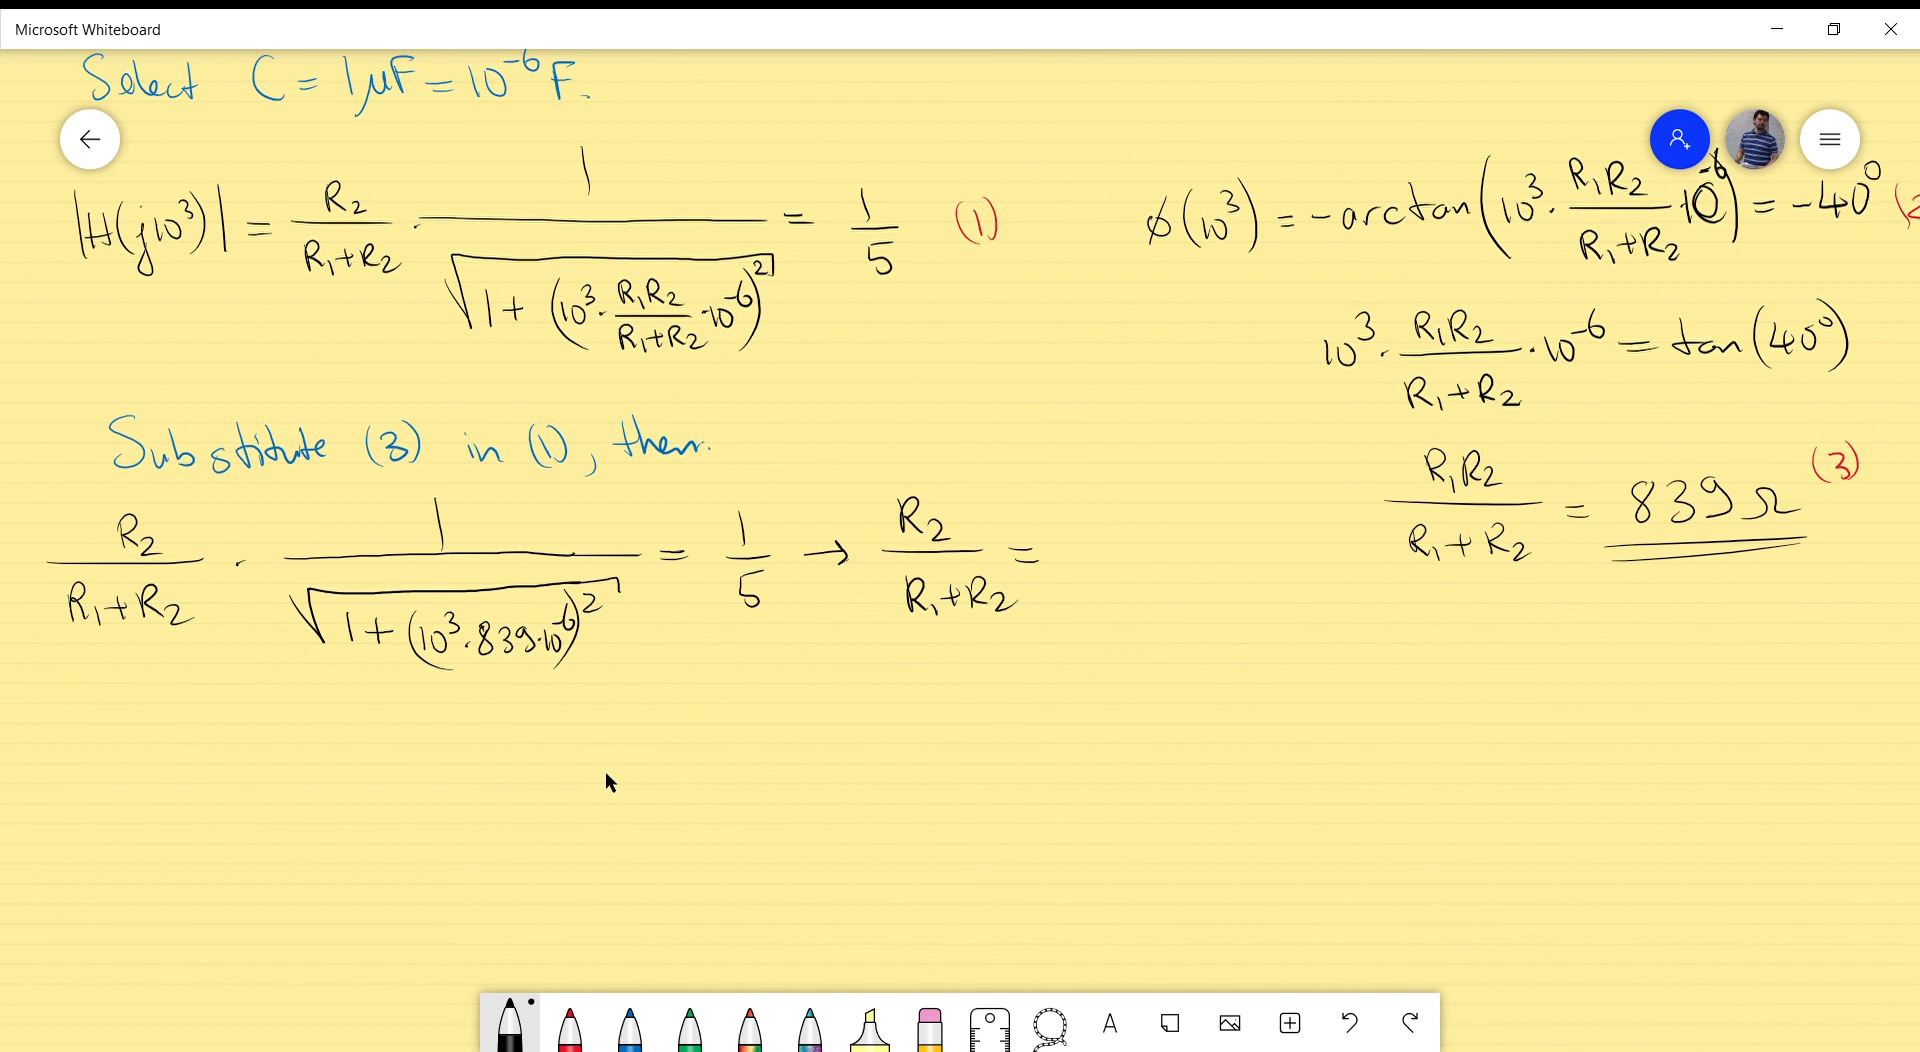 Microsoft Whiteboard
Select C = 1μF = 10⁻⁶ F.
|H(j10³)| = R₂/(R₁+R₂) · 1/√(1 + (10³ · R₁R₂/(R₁+R₂) · 10⁻⁶)²) = 1/5 (1)
ϕ(10³) = -arctan(10³ · R₁R₂/(R₁+R₂) · 10⁻⁶) = -40° (2
10³ · R₁R₂/(R₁+R₂) · 10⁻⁶ = tan(40°)
R₁R₂/(R₁+R₂) = 839 Ω (3)
Substitute (3) in (1), then.
R₂/(R₁+R₂) · 1/√(1 + (10³ · 839 · 10⁻⁶)²) = 1/5 → R₂/(R₁+R₂) =
A